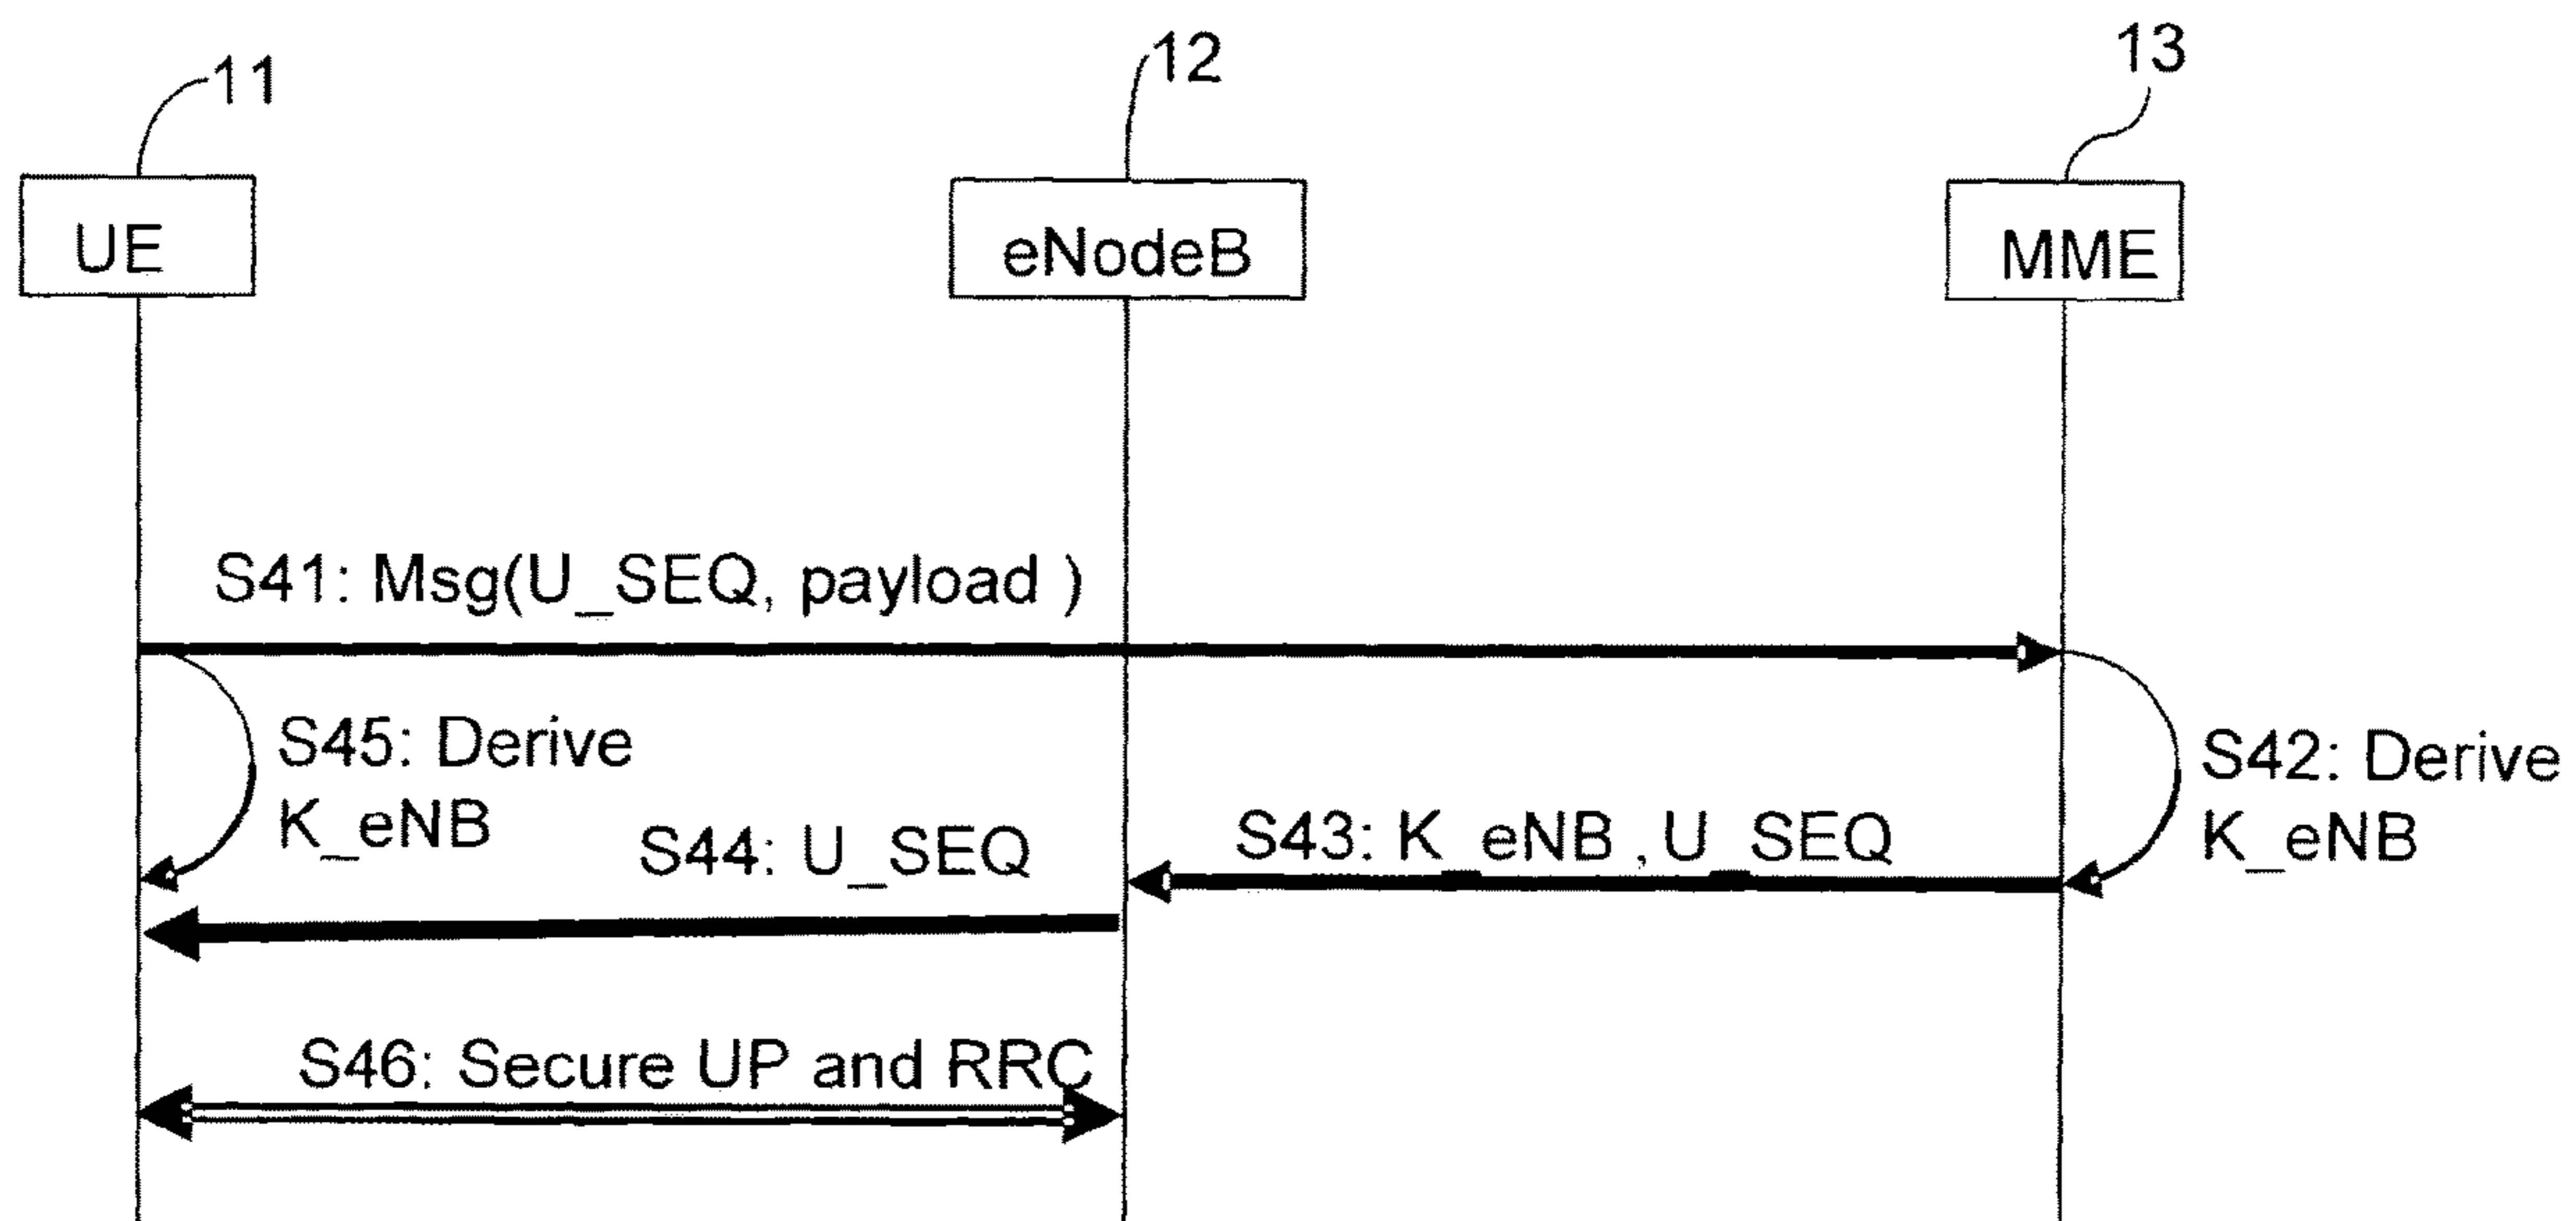 11
12
13
UE
eNodeB
MME
S41: Msg(U_SEQ, payload )
S45: Derive
K_eNB
S42: Derive
K_eNB
S43: K_eNB , U_SEQ
S44: U_SEQ
S46: Secure UP and RRC